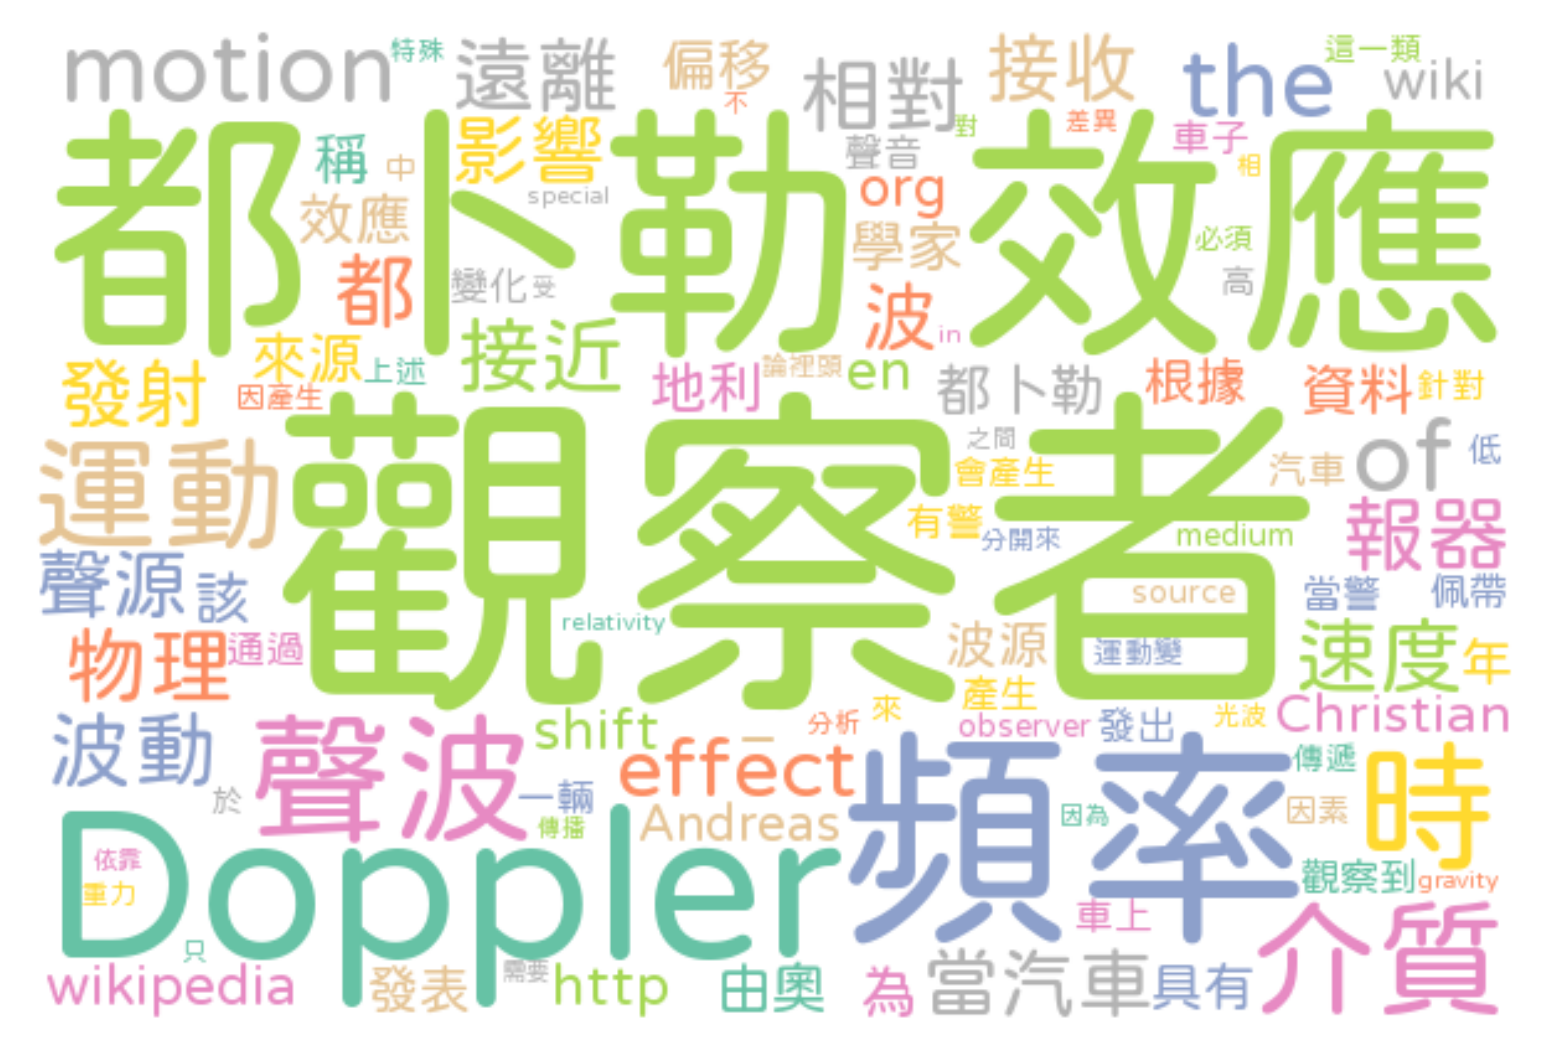 motion
特殊
遠離
偏移
不
相對
接收
the
這一類
wiki
都卜勒效應
稱
中
影響
special
聲音
對
差異
車子
相
效應
org
學家
必須
高
都
變化
受
波
in
來源
上述
接近
發射
因產生
地利
論裡頭
en
都卜勒
根據
資料
針對
觀察者
運動
之間
會產生
汽車
of
低
有警
分開來
medium
報器
聲源
該
source
當警
佩帶
relativity
物理
通過
波源
運動變
速度
年
產生
波動
聲波
shift
分析
來
observer
發出
光波
Christian
effect
頻率
傳遞
時
於
一輛
傳播
Andreas
因為
因素
Doppler
依靠
重力
觀察到
gravity
車上
介質
只
wikipedia
發表
需要
http
由奧
為
當汽車
具有